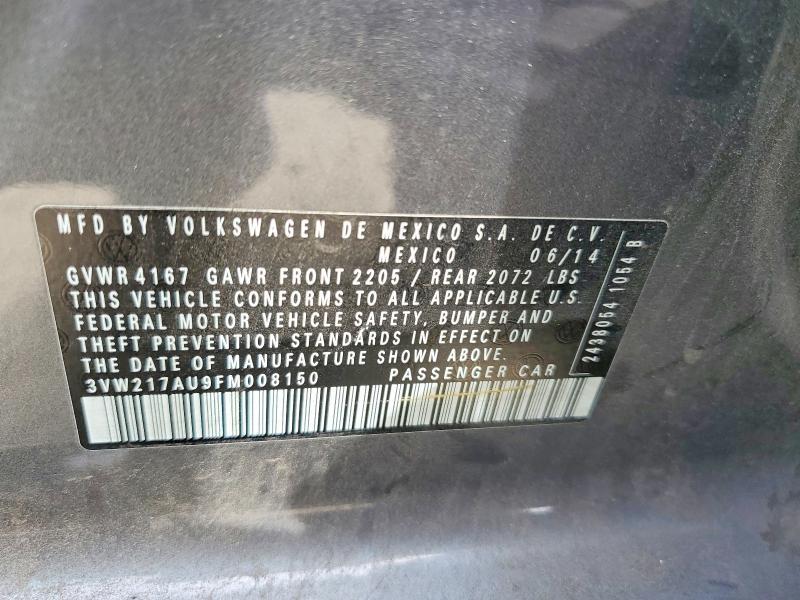 MFD BY VOLKSWAGEN DE MEXICO S.A. DE C.V.
MEXICO 06/14
GVWR 4167 GAWR FRONT 2205 / REAR 2072 LBS
THIS VEHICLE CONFORMS TO ALL APPLICABLE U.S.
FEDERAL MOTOR VEHICLE SAFETY, BUMPER AND
THEFT PREVENTION STANDARDS IN EFFECT ON
THE DATE OF MANUFACTURE SHOWN ABOVE.
3VW217AU9FM008150 PASSENGER CAR
2438054 1054 B